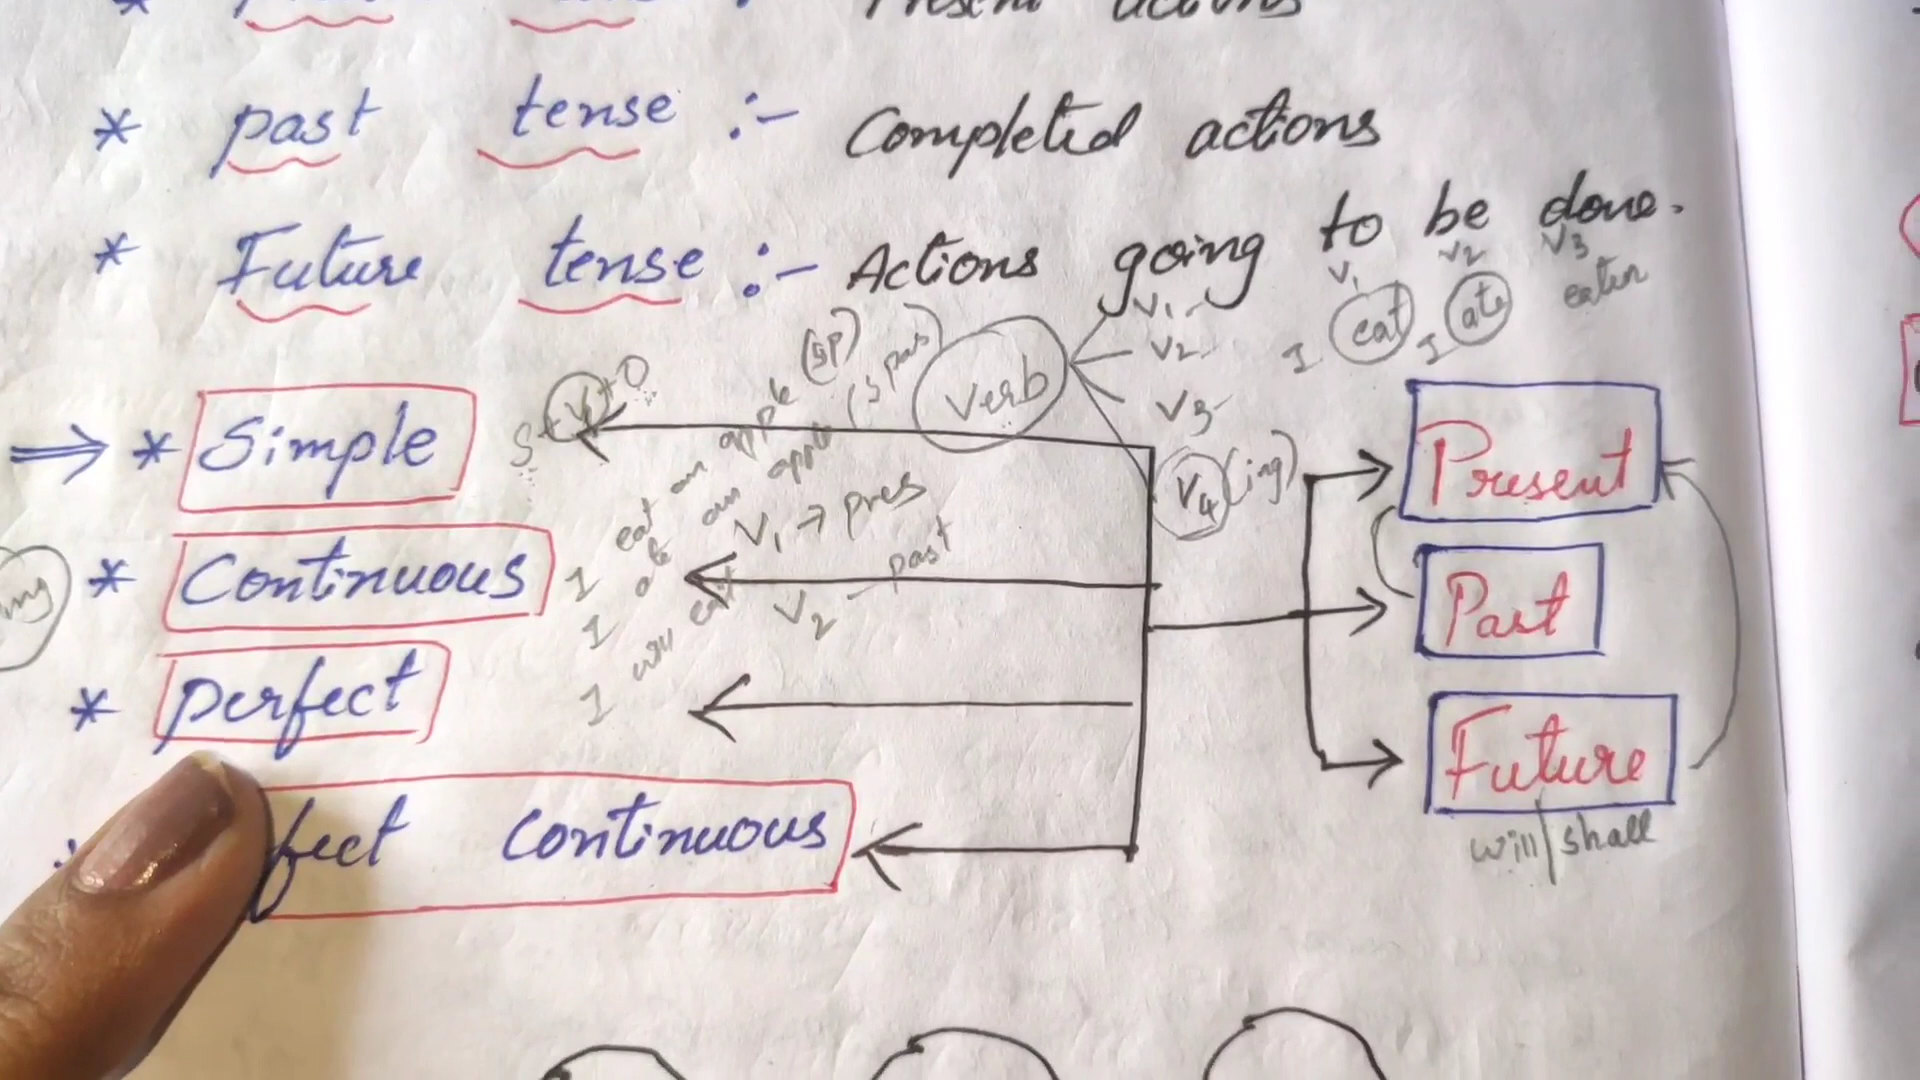 Present actions
* past tense :- Completed actions
* Future tense :- Actions going to be done.
V1 V2 V3
I eat I ate eaten
Verb V1
V2
V3
V4 (ing)
S + V + O
⇒ * Simple
I eat an apple (SP)
I ate an apple (S pas)
I will eat
V1 → pres
V2 - past
* Continuous
* perfect
fect Continuous
Present
Past
Future
will/shall